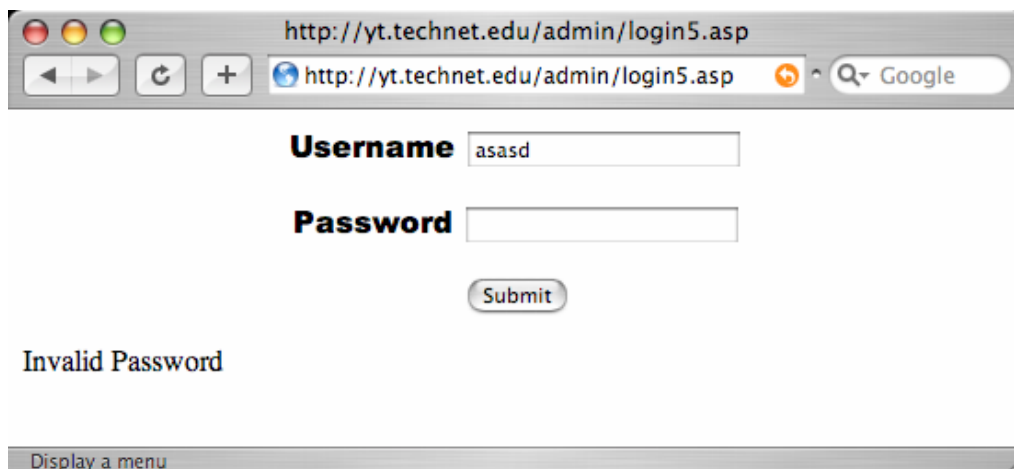 http://yt.technet.edu/admin/login5.asp
http://yt.technet.edu/admin/login5.asp Google
Username asasd
Password
Submit
Invalid Password
Display a menu